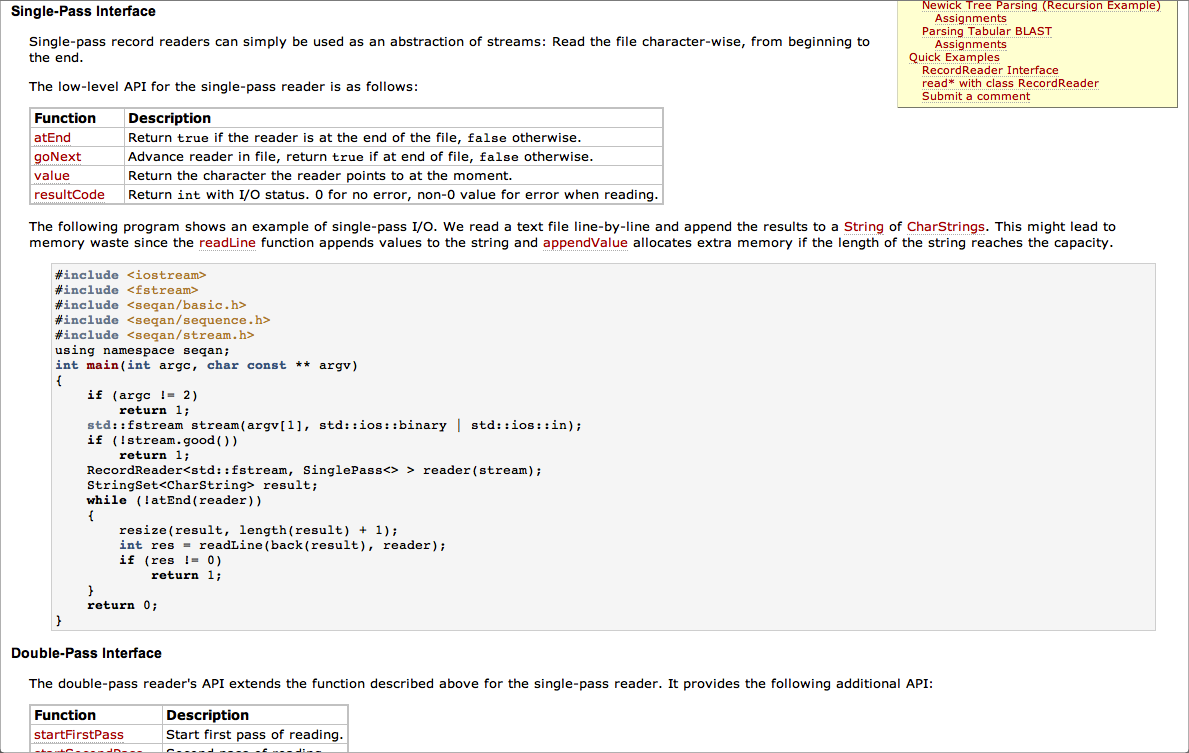 Single-Pass Interface
Newick Tree Parsing (Recursion Example)
Assignments
Parsing Tabular BLAST
Assignments
Quick Examples
RecordReader Interface
read* with class RecordReader
Submit a comment
Single-pass record readers can simply be used as an abstraction of streams: Read the file character-wise, from beginning to
the end.
The low-level API for the single-pass reader is as follows:
Function Description
atEnd Return true if the reader is at the end of the file, false otherwise.
goNext Advance reader in file, return true if at end of file, false otherwise.
value Return the character the reader points to at the moment.
resultCode Return int with I/O status. 0 for no error, non-0 value for error when reading.
The following program shows an example of single-pass I/O. We read a text file line-by-line and append the results to a String of CharStrings. This might lead to
memory waste since the readLine function appends values to the string and appendValue allocates extra memory if the length of the string reaches the capacity.
#include <iostream>
#include <fstream>
#include <seqan/basic.h>
#include <seqan/sequence.h>
#include <seqan/stream.h>
using namespace seqan;
int main(int argc, char const ** argv)
{
    if (argc != 2)
        return 1;
    std::fstream stream(argv[1], std::ios::binary | std::ios::in);
    if (!stream.good())
        return 1;
    RecordReader<std::fstream, SinglePass<> > reader(stream);
    StringSet<CharString> result;
    while (!atEnd(reader))
    {
        resize(result, length(result) + 1);
        int res = readLine(back(result), reader);
        if (res != 0)
            return 1;
    }
    return 0;
}
Double-Pass Interface
The double-pass reader's API extends the function described above for the single-pass reader. It provides the following additional API:
Function Description
startFirstPass Start first pass of reading.
startSecondPass Second pass of reading.